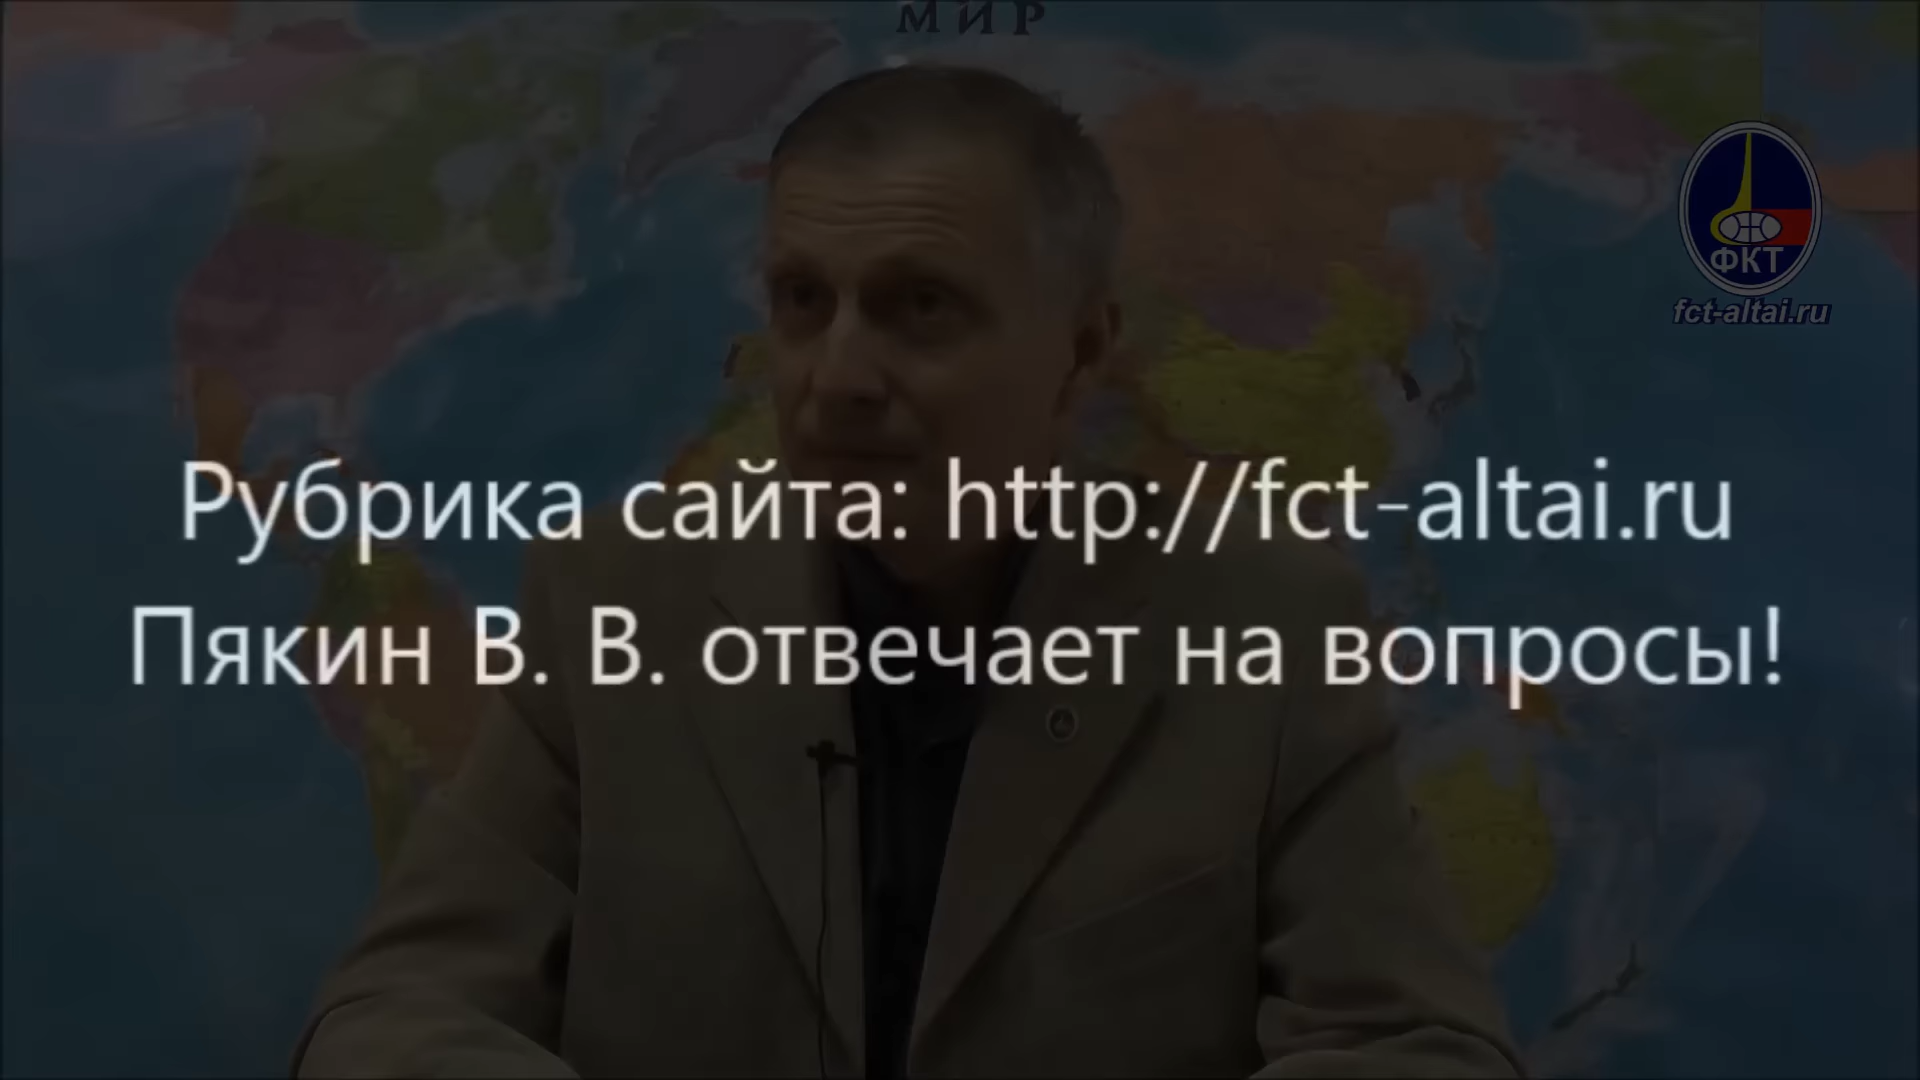 МИР
ФКТ
fct-altai.ru
Рубрика сайта: http://fct-altai.ru
Пякин В. В. отвечает на вопросы!